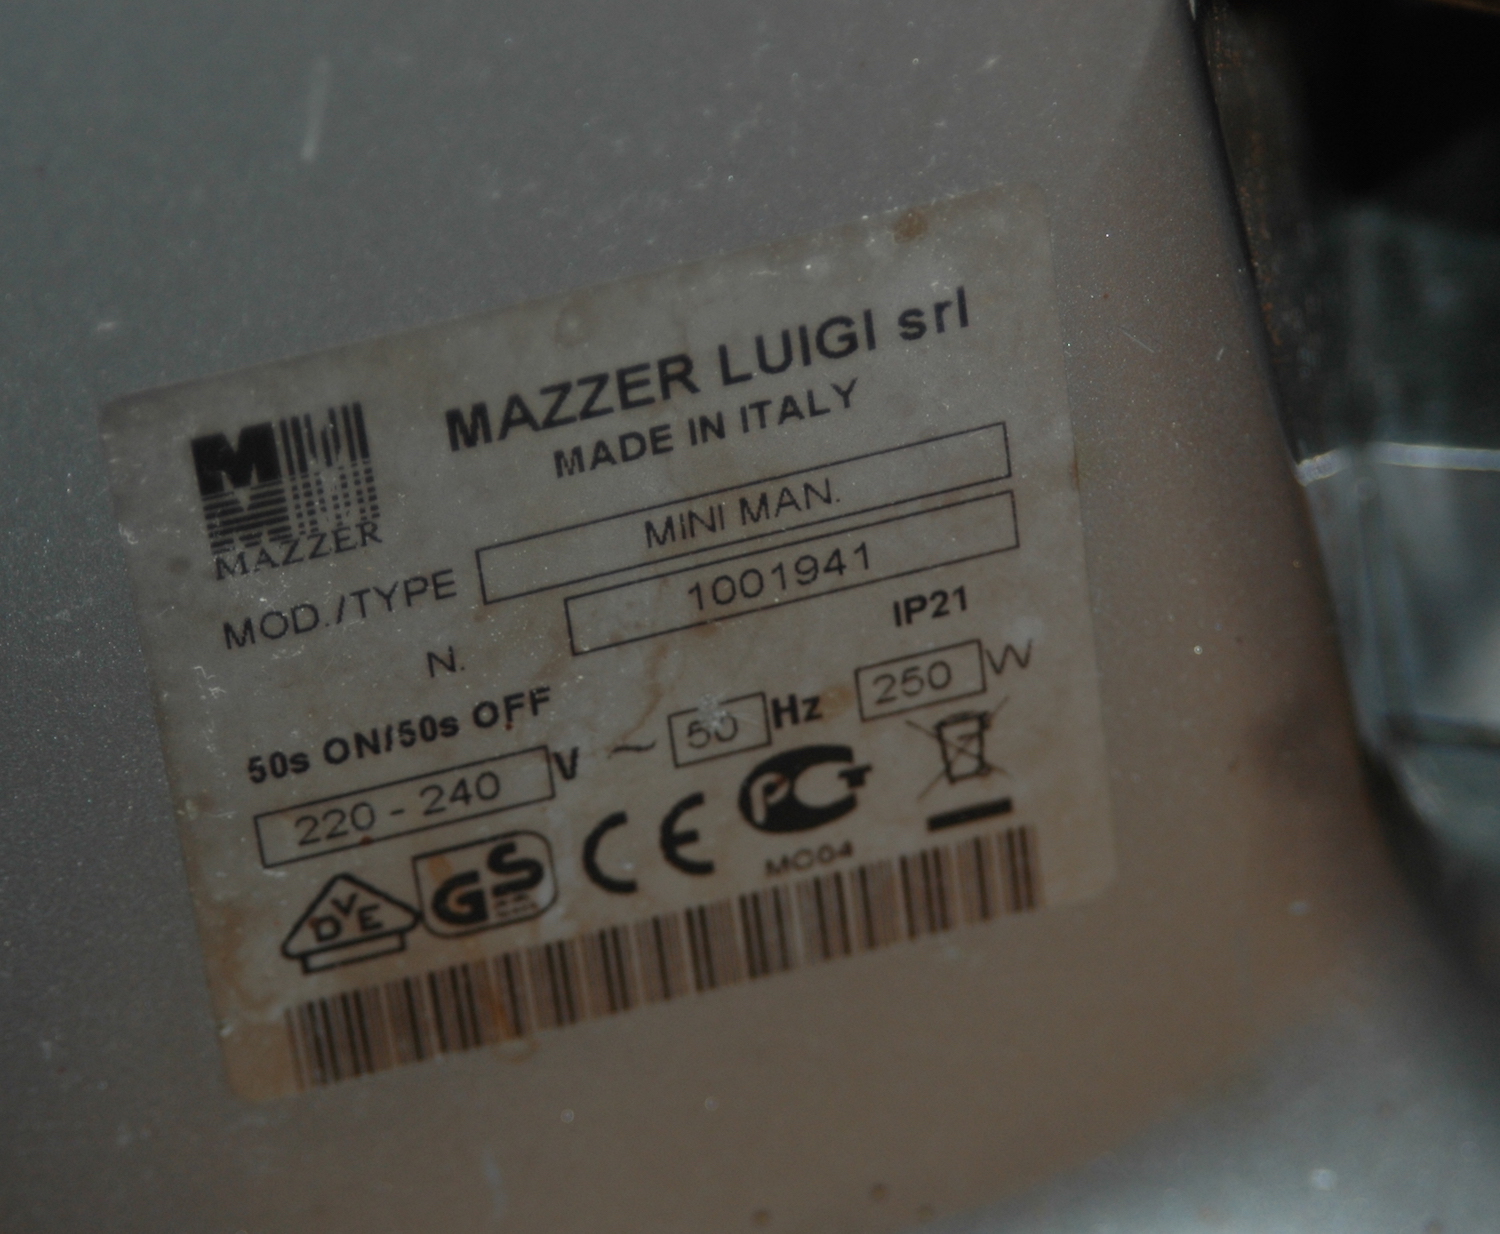 MAZZER LUIGI srl
MADE IN ITALY
M
MAZZER
MOD./TYPE MINI MAN.
N. 1001941
50s ON/50s OFF IP21
220 - 240 V ~ 50 Hz 250 W
DVE GS CE PCT
MO04